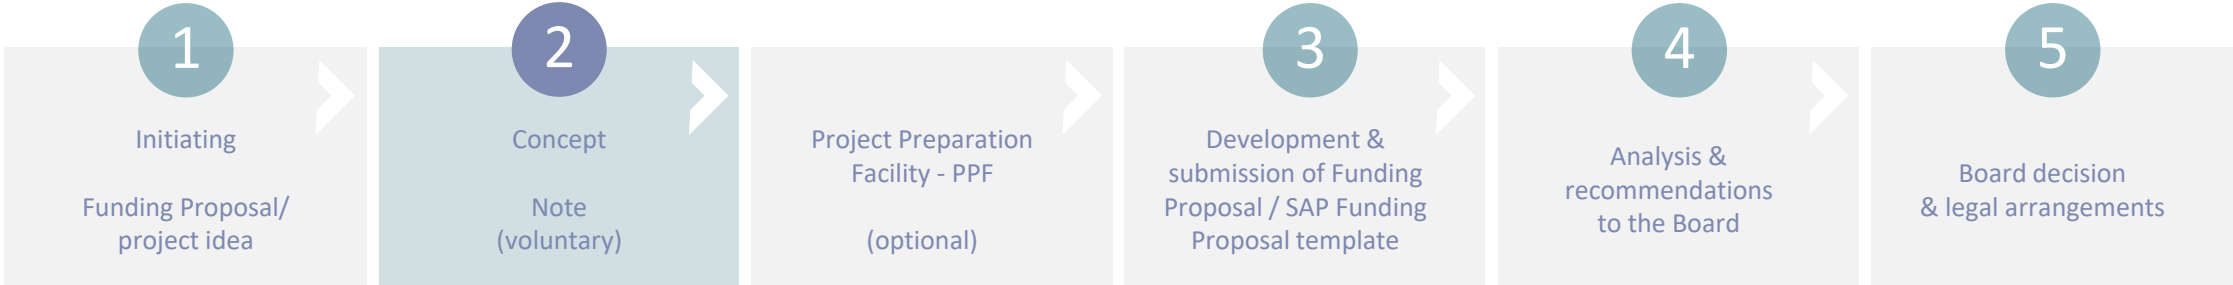 1
Initiating
Funding Proposal/
project idea
2
Concept
Note
(voluntary)
Project Preparation
Facility - PPF
(optional)
3
Development &
submission of Funding
Proposal / SAP Funding
Proposal template
4
Analysis &
recommendations
to the Board
5
Board decision
& legal arrangements